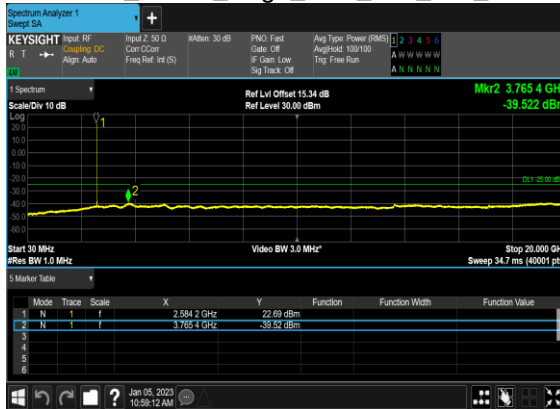 Spectrum Analyzer 1
Swept SA
+
KEYSIGHT Input: RF Input Z: 50 Ω #Atten: 30 dB PNO: Fast Avg Type: Power (RMS) 1 2 3 4 5 6
R T Coupling: DC Corr CCorr Gate: Off Avg|Hold: 100/100 A W W W W W
Align: Auto Freq Ref: Int (S) IF Gain: Low Trig: Free Run
Sig Track: Off A N N N N N
1 Spectrum Ref Lvl Offset 15.34 dB Mkr2 3.765 4 GH
Scale/Div 10 dB Ref Level 30.00 dBm -39.522 dBr
Log
20.0
10.0
0.00
-10.0
-20.0
-30.0
-40.0
-50.0
-60.0
1
2
Start 30 MHz Video BW 3.0 MHz* Stop 20.000 GH
#Res BW 1.0 MHz Sweep 34.7 ms (40001 pt
5 Marker Table
Mode Trace Scale X Y Function Function Width Function Value
1 N 1 f 2.584 2 GHz 22.69 dBm
2 N 1 f 3.765 4 GHz -39.52 dBm
3
4
5
6
? Jan 05, 2023
10:59:12 AM